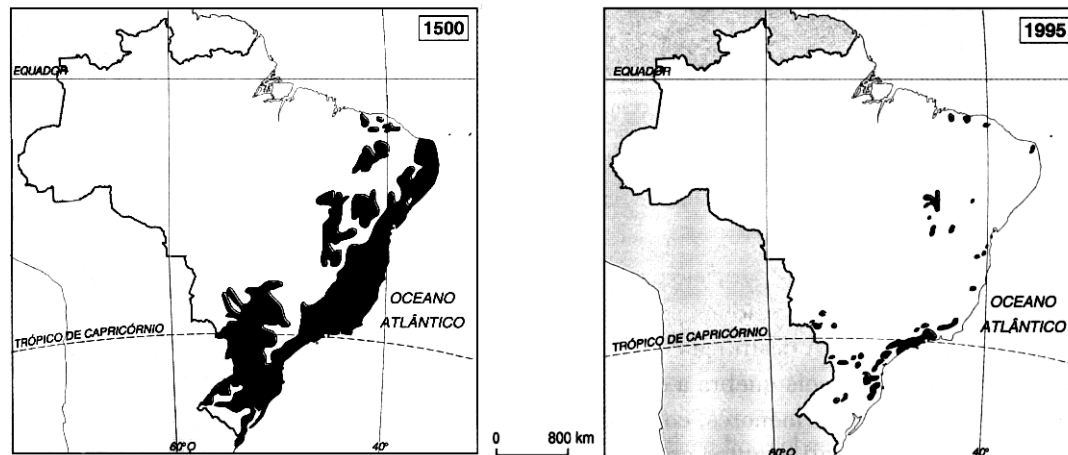 1500
EQUADOR
OCEANO
ATLÂNTICO
TRÓPICO DE CAPRICÓRNIO
60°O
40°
0 800 km
1995
EQUADOR
OCEANO
ATLÂNTICO
TRÓPICO DE CAPRICÓRNIO
60°O
40°